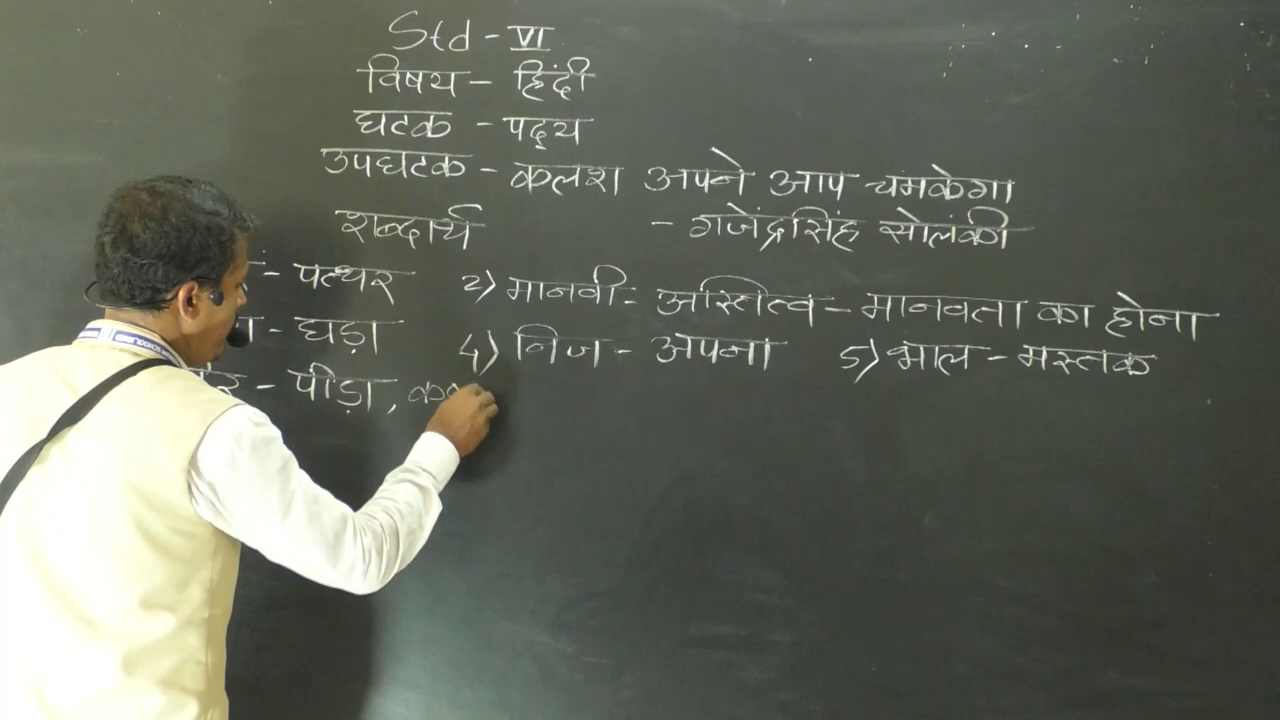 Std - VI
विषय - हिंदी
घटक - पद्य
उपघटक - कलश अपने आप चमकेगा
शब्दार्थ - गजेंद्रसिंह सोलंकी
- पत्थर 2) मानवी - अस्तित्व - मानवता का होना
- घड़ा 4) निज - अपना 5) भाल - मस्तक
- पीड़ा,